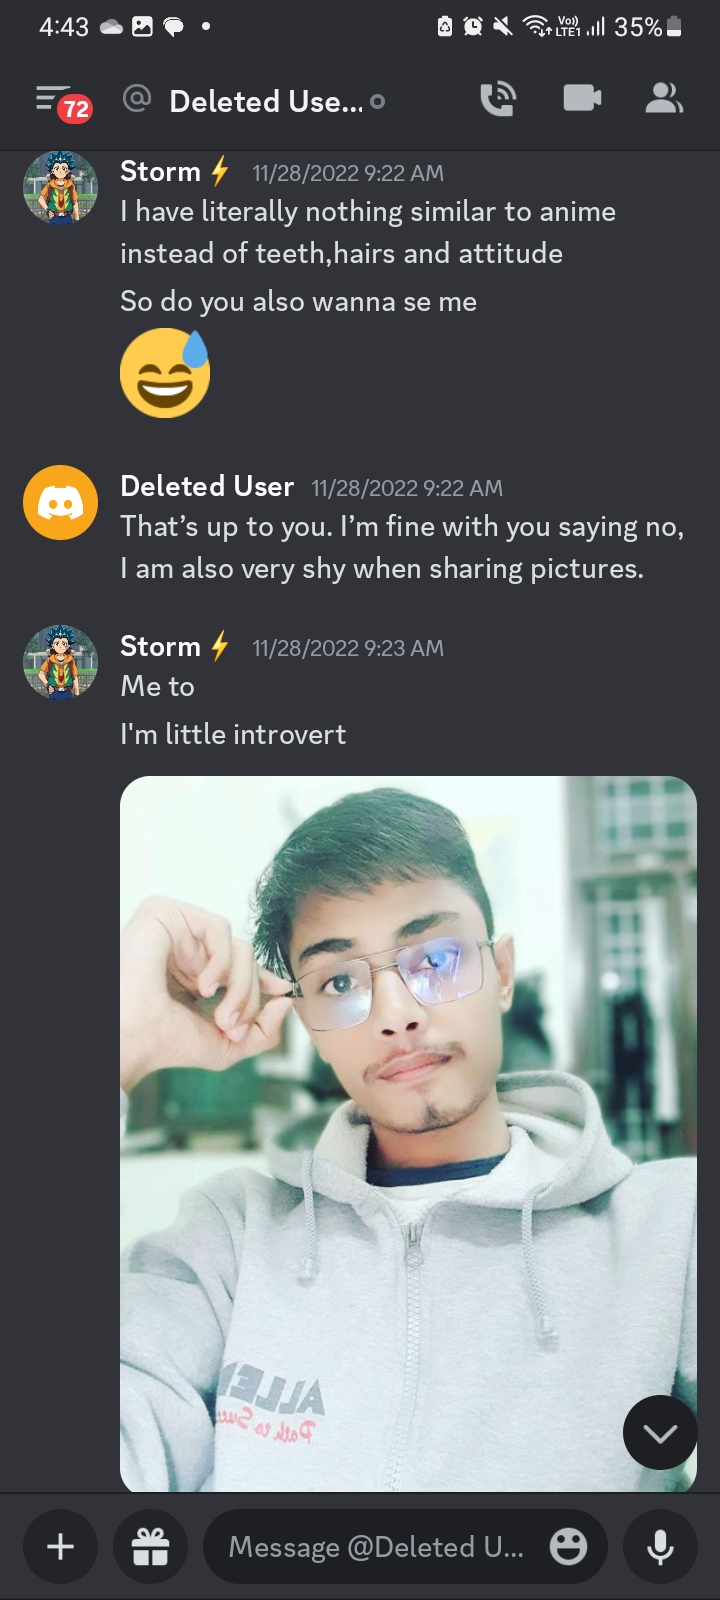 4:43 Vo)) LTE1 35%
72 @ Deleted Use...
Storm⚡ 11/28/2022 9:22 AM
I have literally nothing similar to anime
instead of teeth,hairs and attitude
So do you also wanna se me
😅
Deleted User 11/28/2022 9:22 AM
That’s up to you. I’m fine with you saying no,
I am also very shy when sharing pictures.
Storm⚡ 11/28/2022 9:23 AM
Me to
I'm little introvert
ALLE
Path to
Message @Deleted U...